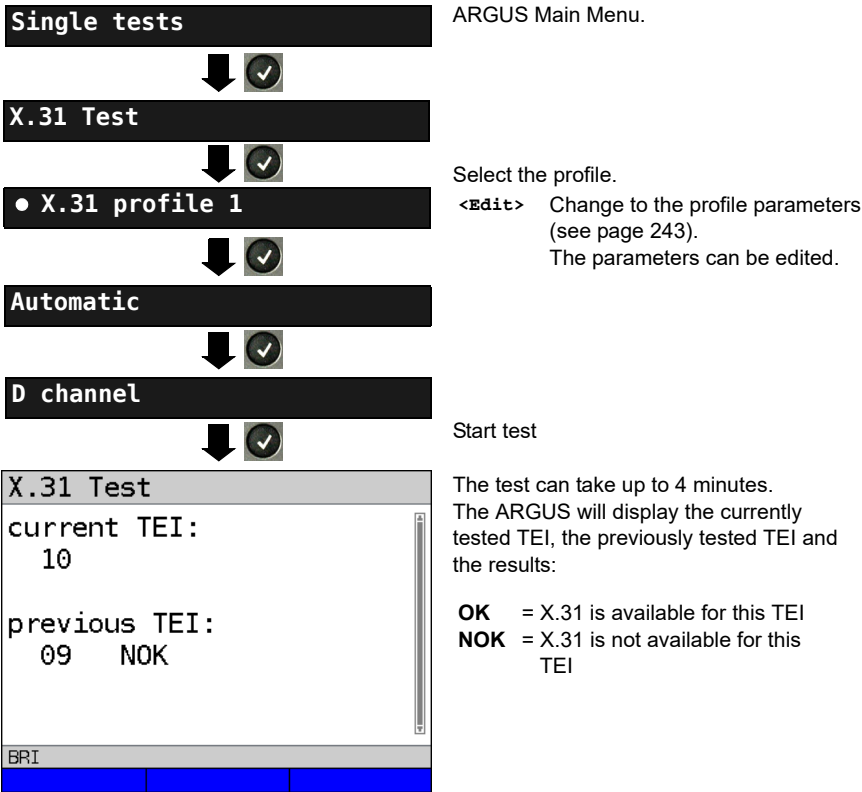 Single tests
ARGUS Main Menu.
X.31 Test
Select the profile.
● X.31 profile 1
<Edit> Change to the profile parameters
(see page 243).
The parameters can be edited.
Automatic
D channel
Start test
X.31 Test
current TEI:
10
previous TEI:
09 NOK
BRI
The test can take up to 4 minutes.
The ARGUS will display the currently
tested TEI, the previously tested TEI and
the results:
OK = X.31 is available for this TEI
NOK = X.31 is not available for this
TEI